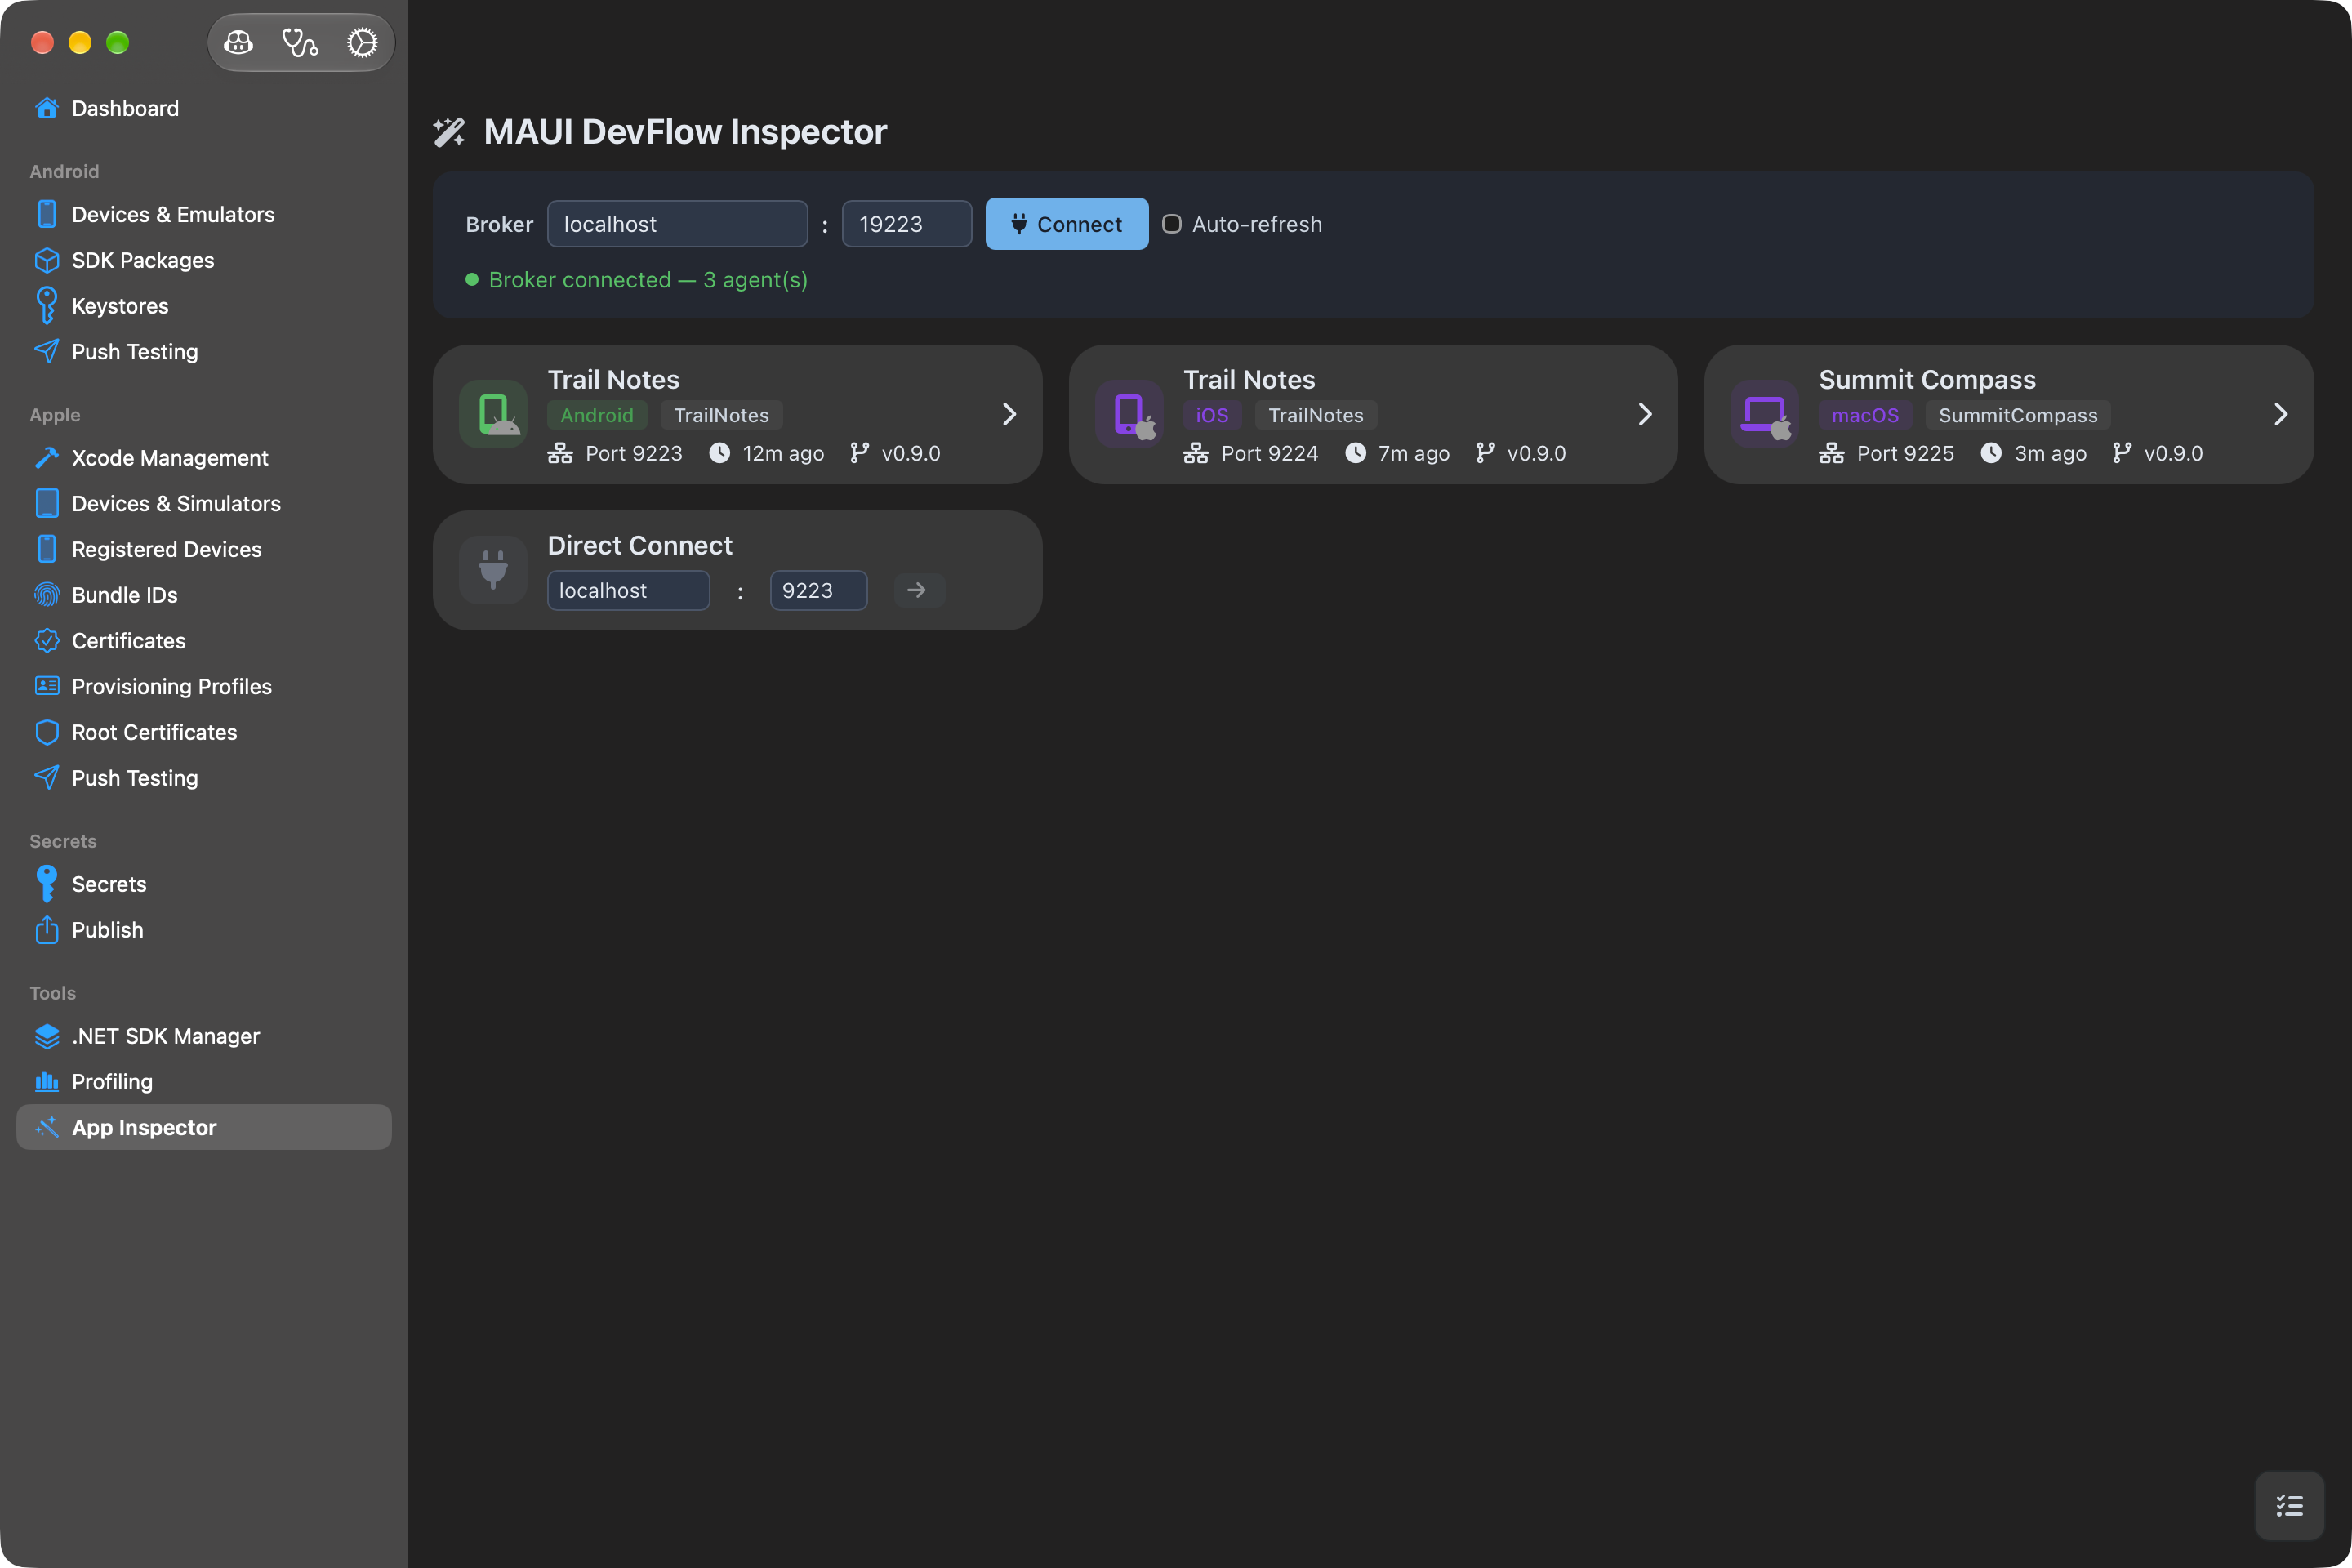 Dashboard
Android
Devices & Emulators
SDK Packages
Keystores
Push Testing
Apple
Xcode Management
Devices & Simulators
Registered Devices
Bundle IDs
Certificates
Provisioning Profiles
Root Certificates
Push Testing
Secrets
Secrets
Publish
Tools
.NET SDK Manager
Profiling
App Inspector
MAUI DevFlow Inspector
Broker localhost : 19223 Connect Auto-refresh
Broker connected — 3 agent(s)
Trail Notes
Android TrailNotes
Port 9223 12m ago v0.9.0
Trail Notes
iOS TrailNotes
Port 9224 7m ago v0.9.0
Summit Compass
macOS SummitCompass
Port 9225 3m ago v0.9.0
Direct Connect
localhost : 9223